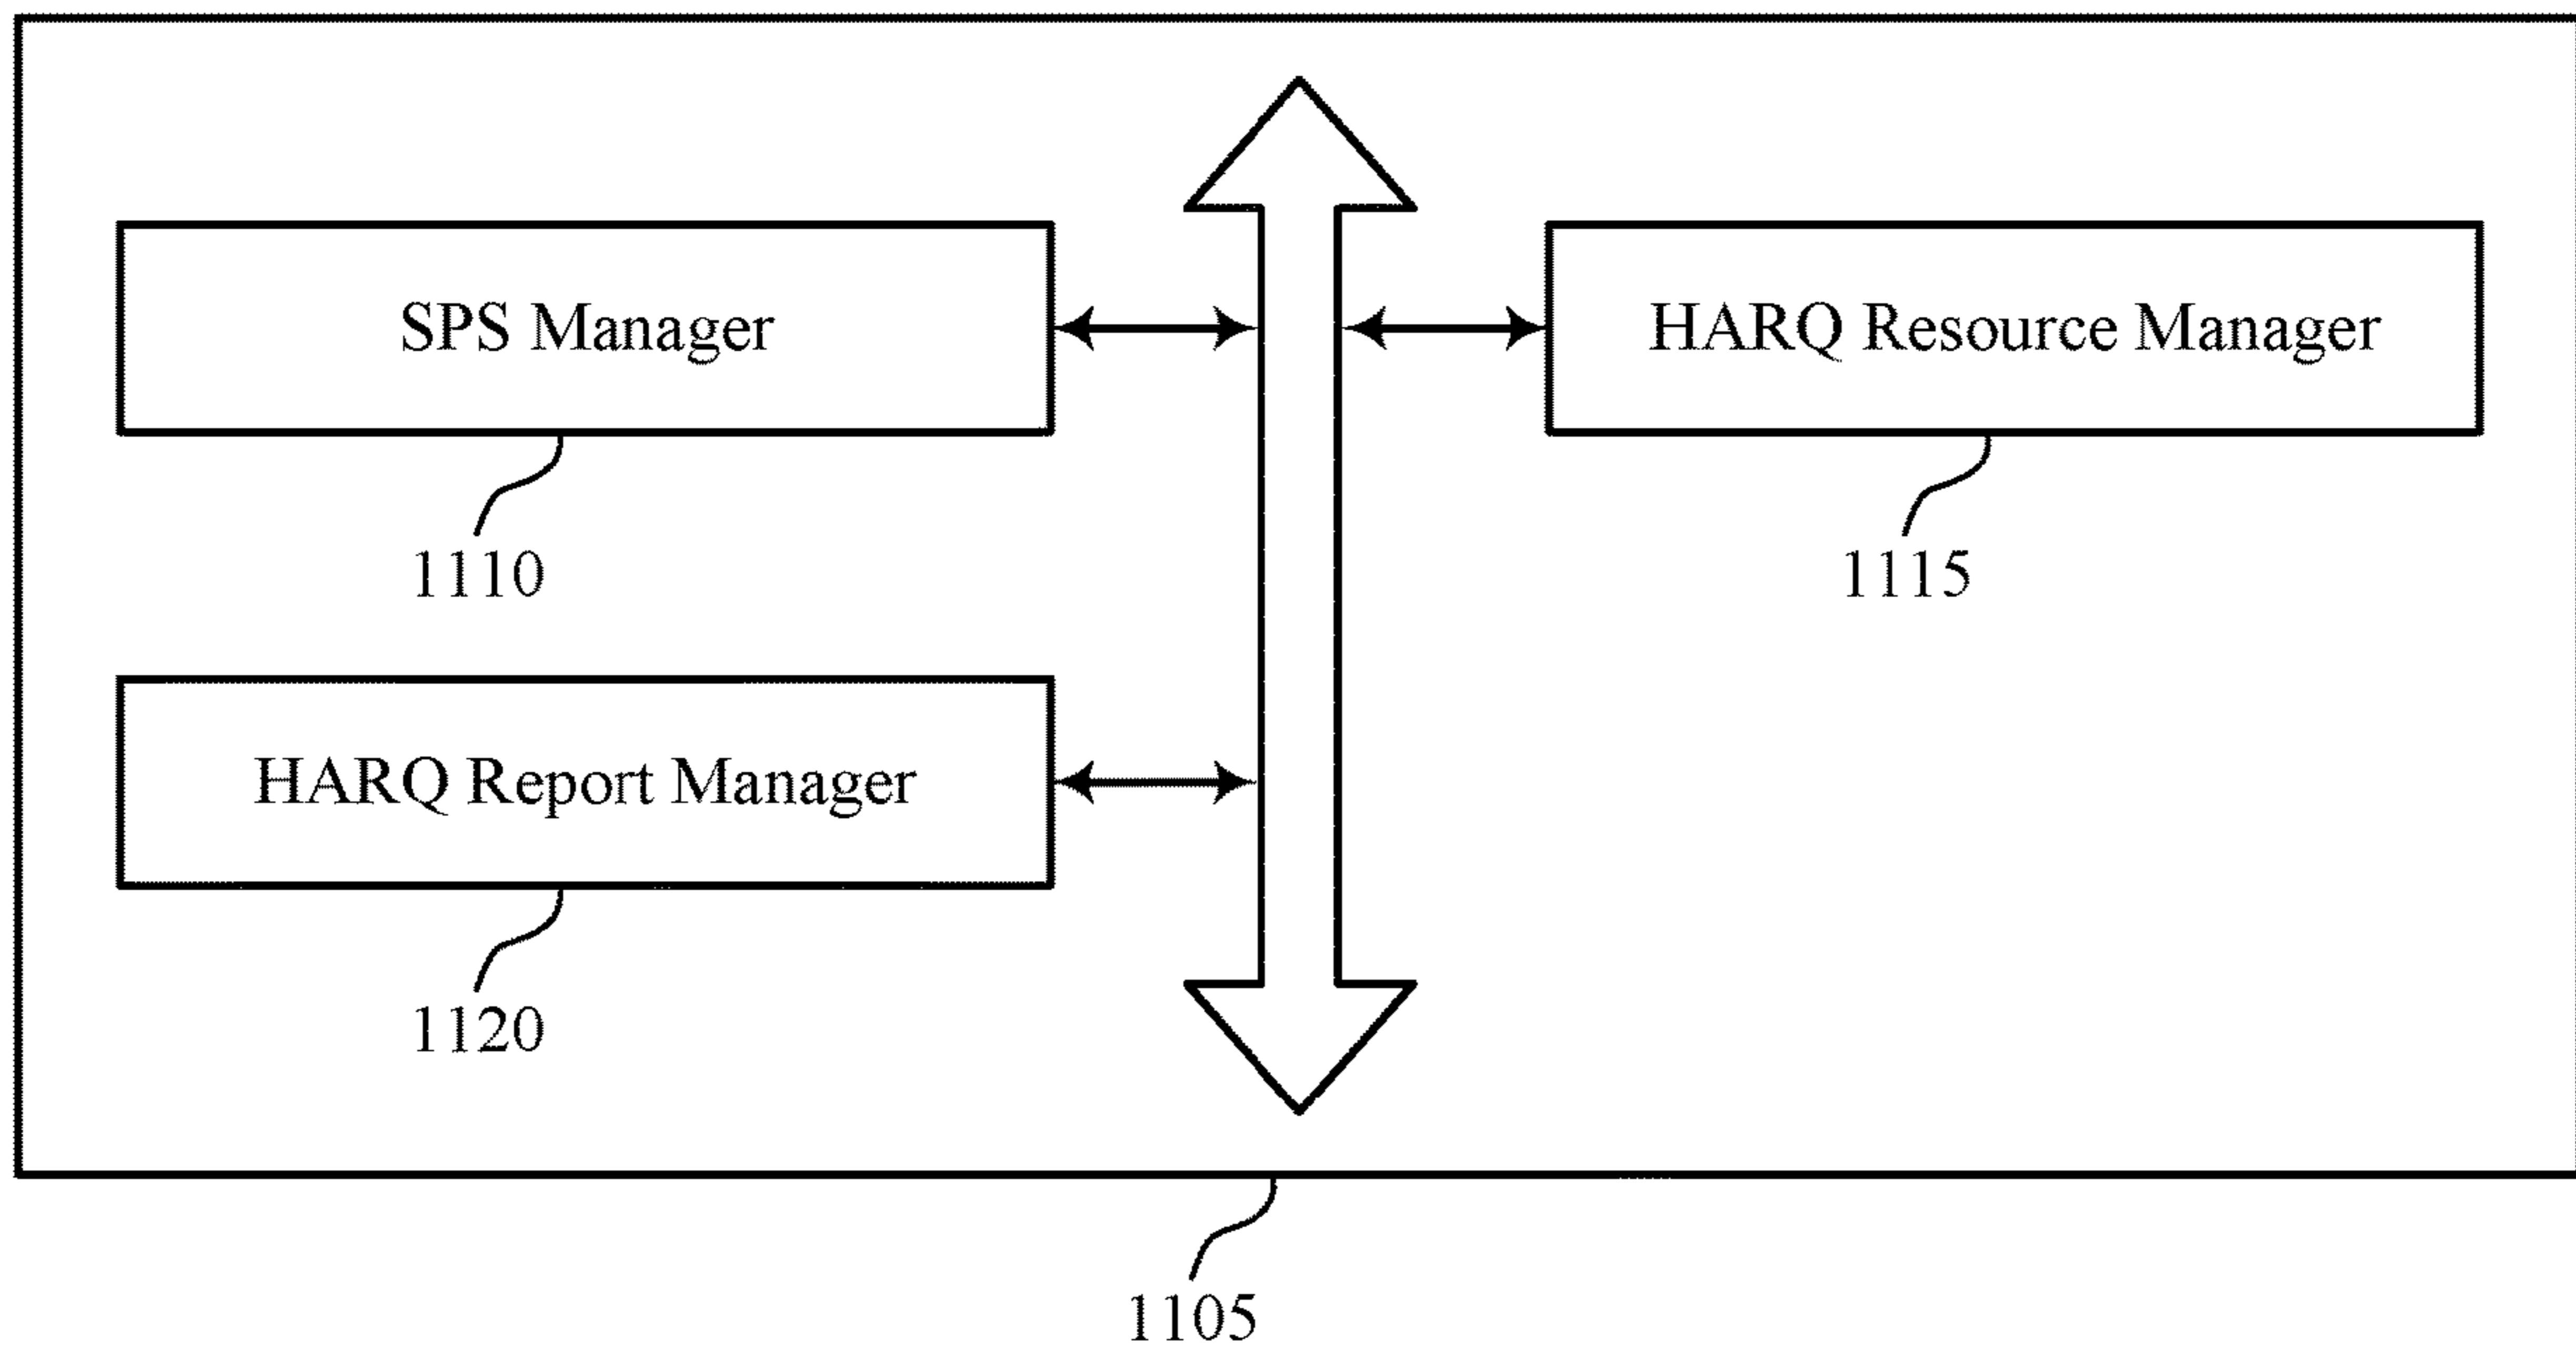 SPS Manager
HARQ Resource Manager
1110
1115
HARQ Report Manager
1120
1105